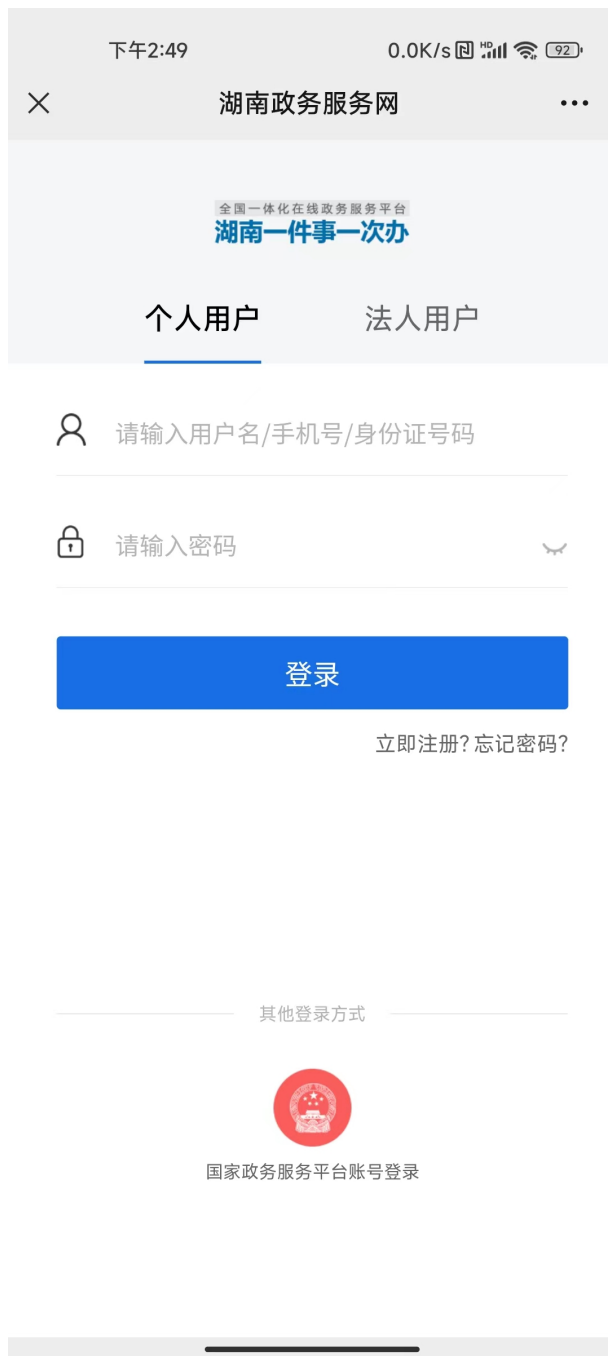 下午2:49 0.0K/s HD 92
湖南政务服务网
全国一体化在线政务服务平台
湖南一件事一次办
个人用户 法人用户
请输入用户名/手机号/身份证号码
请输入密码
登录
立即注册? 忘记密码?
其他登录方式
国家政务服务平台账号登录